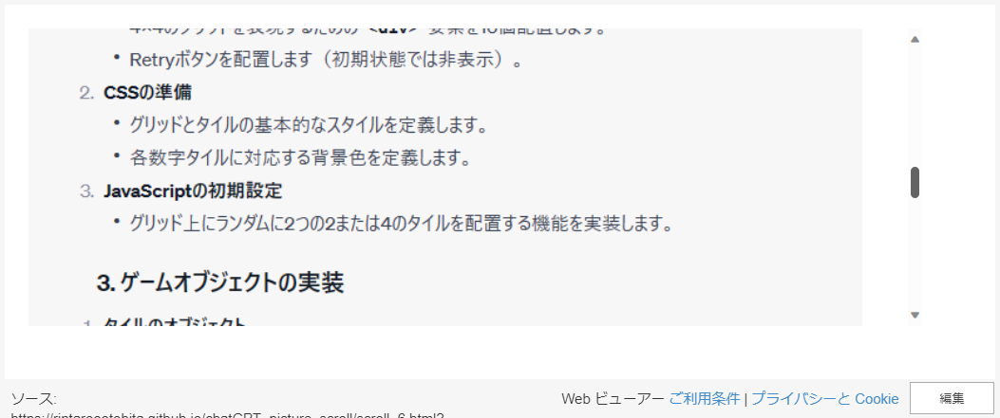 4×4のグリッドを表現するための <div> 要素を16個配置します。
• Retryボタンを配置します（初期状態では非表示）。
2. CSSの準備
• グリッドとタイルの基本的なスタイルを定義します。
• 各数字タイルに対応する背景色を定義します。
3. JavaScriptの初期設定
• グリッド上にランダムに2つの2または4のタイルを配置する機能を実装します。
3. ゲームオブジェクトの実装
1. タイルのオブジェクト
ソース:
Web ビューアー ご利用条件 | プライバシーと Cookie
編集
https://rintarootobita.github.io/chatGPT_picture_scroll/scroll_6.html?